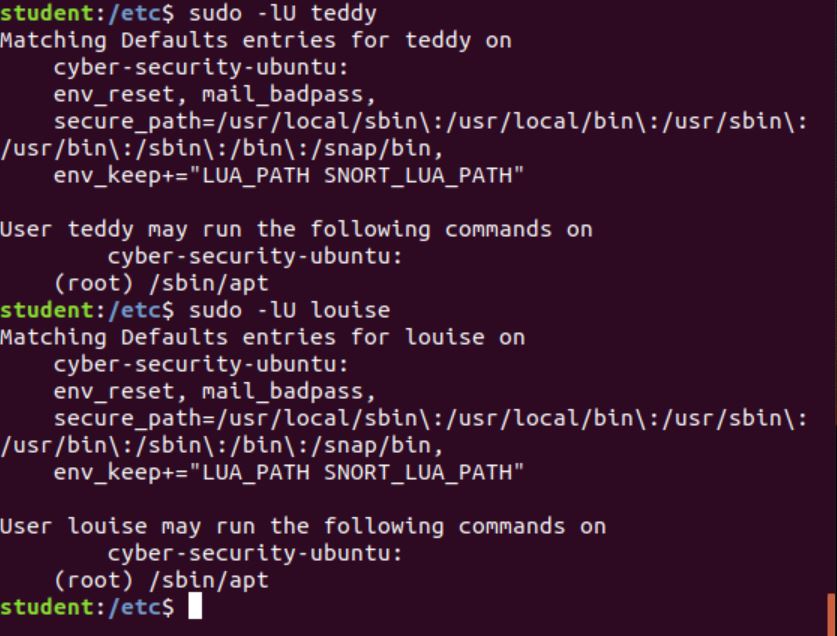 student:/etc$ sudo -lU teddy
Matching Defaults entries for teddy on
    cyber-security-ubuntu:
    env_reset, mail_badpass,
    secure_path=/usr/local/sbin\:/usr/local/bin\:/usr/sbin\:
/usr/bin\:/sbin\:/bin\:/snap/bin,
    env_keep+="LUA_PATH SNORT_LUA_PATH"

User teddy may run the following commands on
        cyber-security-ubuntu:
    (root) /sbin/apt
student:/etc$ sudo -lU louise
Matching Defaults entries for louise on
    cyber-security-ubuntu:
    env_reset, mail_badpass,
    secure_path=/usr/local/sbin\:/usr/local/bin\:/usr/sbin\:
/usr/bin\:/sbin\:/bin\:/snap/bin,
    env_keep+="LUA_PATH SNORT_LUA_PATH"

User louise may run the following commands on
        cyber-security-ubuntu:
    (root) /sbin/apt
student:/etc$